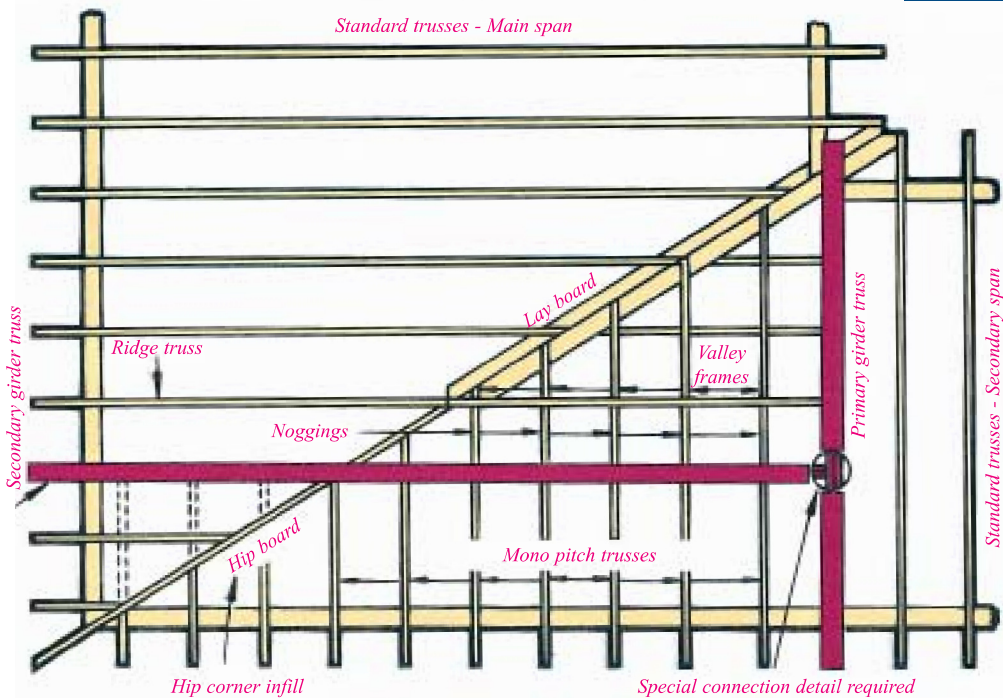 Standard trusses - Main span
Secondary girder truss
Ridge truss
Lay board
Valley
frames
Primary girder truss
Standard trusses - Secondary span
Noggings
Hip board
Mono pitch trusses
Hip corner infill
Special connection detail required